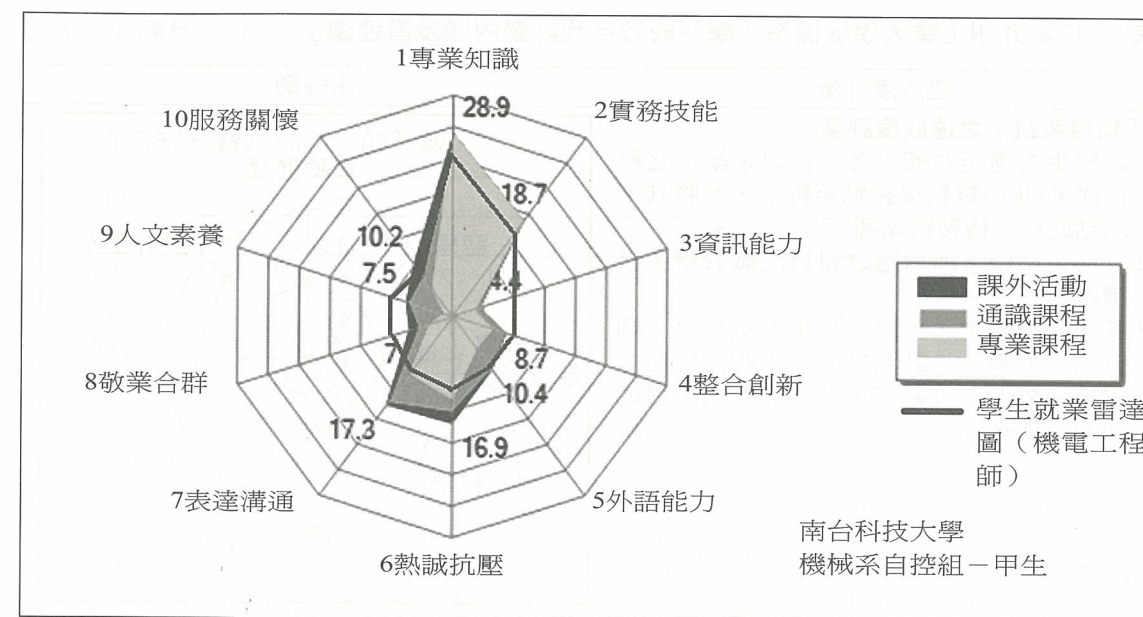 1專業知識
28.9
10服務關懷
2實務技能
18.7
10.2
9人文素養
3資訊能力
7.5
4.4
課外活動
通識課程
專業課程
7
8.7
8敬業合群
4整合創新
10.4
學生就業雷達
圖（機電工程
師）
17.3
16.9
7表達溝通
5外語能力
6熱誠抗壓
南台科技大學
機械系自控組－甲生